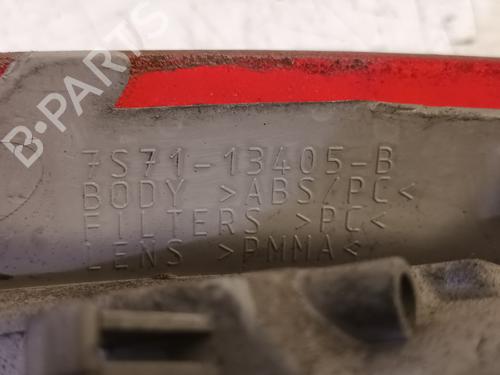 B-PARTS
7S71-13405-B
BODY >ABS/PC<
FILTERS >PC<
LENS >PMMA<